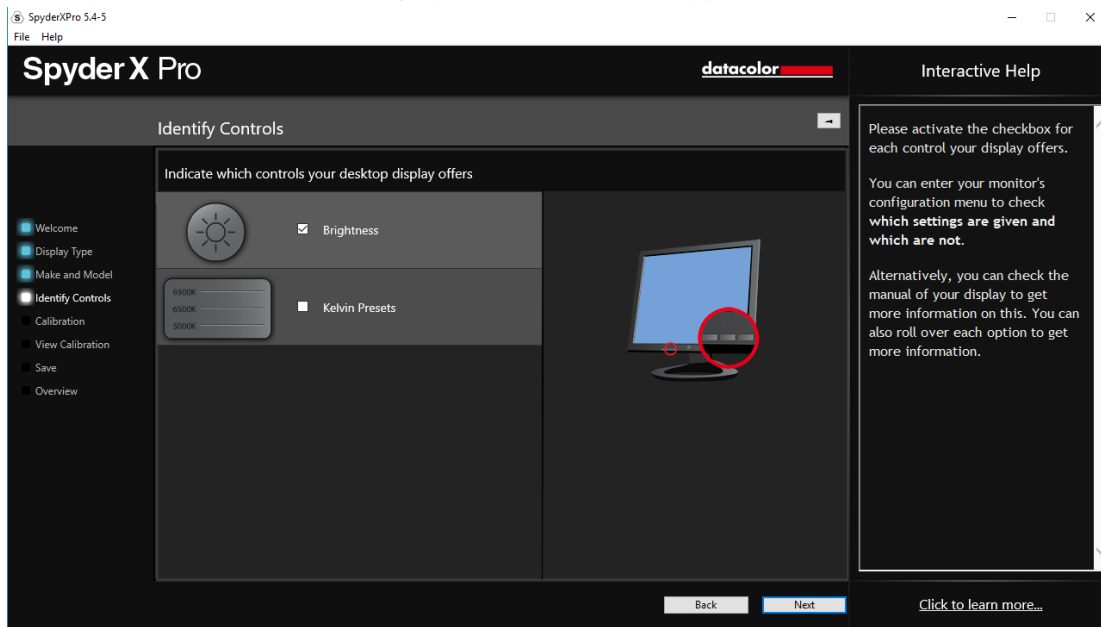 SpyderXPro 5.4-5
File Help
Spyder X Pro
datacolor
Interactive Help
Identify Controls
Indicate which controls your desktop display offers
Welcome
Display Type
Make and Model
Identify Controls
Calibration
View Calibration
Save
Overview
Brightness
9300K
6500K
5000K
Kelvin Presets
Please activate the checkbox for
each control your display offers.
You can enter your monitor's
configuration menu to check
which settings are given and
which are not.
Alternatively, you can check the
manual of your display to get
more information on this. You can
also roll over each option to get
more information.
Back Next
Click to learn more...